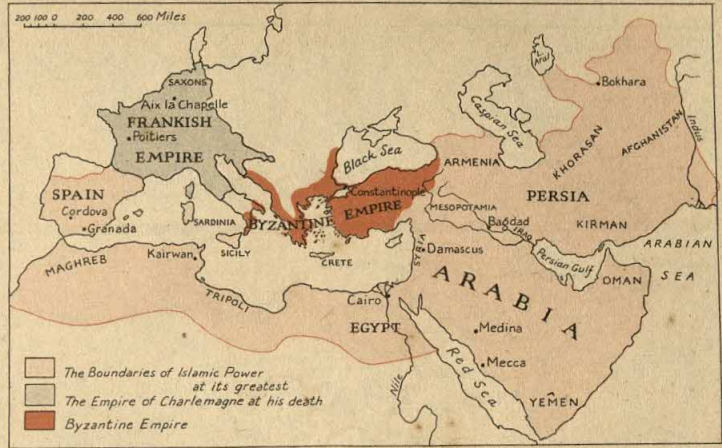 200 100 0 200 400 600 Miles
SAXONS
Aix la Chapelle
FRANKISH
Poitiers
EMPIRE
L. Aral
Bokhara
Caspian Sea
Black Sea
ARMENIA
KHORASAN
AFGHANISTAN
Indus
SPAIN
Cordova
Granada
SARDINIA
Constantinople
BYZANTINE EMPIRE
MESOPOTAMIA
PERSIA
Bagdad
IRAQ
KIRMAN
MAGHREB
Kairwan
SICILY
CRETE
SYRIA
Damascus
Persian Gulf
ARABIAN
SEA
OMAN
TRIPOLI
Cairo
ARABIA
EGYPT
Medina
Mecca
Red Sea
Nile
YEMEN
The Boundaries of Islamic Power
at its greatest
The Empire of Charlemagne at his death
Byzantine Empire